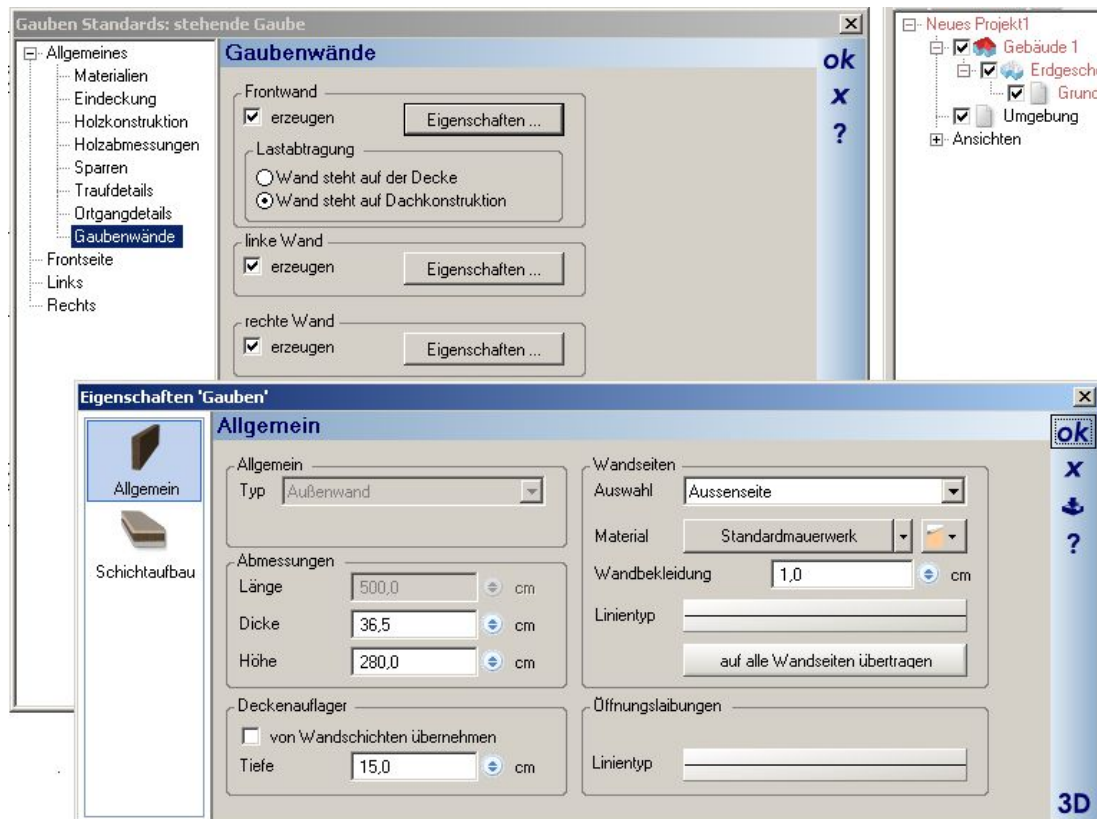 Gauben Standards: stehende Gaube
Allgemeines
Materialien
Eindeckung
Holzkonstruktion
Holzabmessungen
Sparren
Traufdetails
Ortgangdetails
Gaubenwände
Frontseite
Links
Rechts
Gaubenwände
Frontwand
erzeugen
Eigenschaften ...
Lastabtragung
Wand steht auf der Decke
Wand steht auf Dachkonstruktion
linke Wand
erzeugen
Eigenschaften ...
rechte Wand
erzeugen
Eigenschaften ...
ok
x
?
Neues Projekt1
Gebäude 1
Erdgesch
Grund
Umgebung
Ansichten
Eigenschaften 'Gauben'
Allgemein
Schichtaufbau
Allgemein
Allgemein
Typ Außenwand
Abmessungen
Länge 500,0 cm
Dicke 36,5 cm
Höhe 280,0 cm
Deckenauflager
von Wandschichten übernehmen
Tiefe 15,0 cm
Wandseiten
Auswahl Aussenseite
Material Standardmauerwerk
Wandbekleidung 1,0 cm
Linientyp
auf alle Wandseiten übertragen
Öffnungslaibungen
Linientyp
ok
x
?
3D